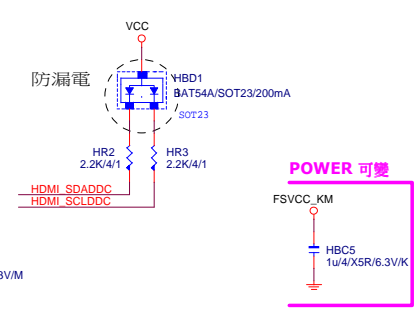 VCC
防漏電
HBD1
BAT54A/SOT23/200mA
SOT23
HR2
2.2K/4/1
HR3
2.2K/4/1
HDMI_SDADDC
HDMI_SCLDDC
POWER 可變
FSVCC_KM
HBC5
1u/4/X5R/6.3V/K
3V/M